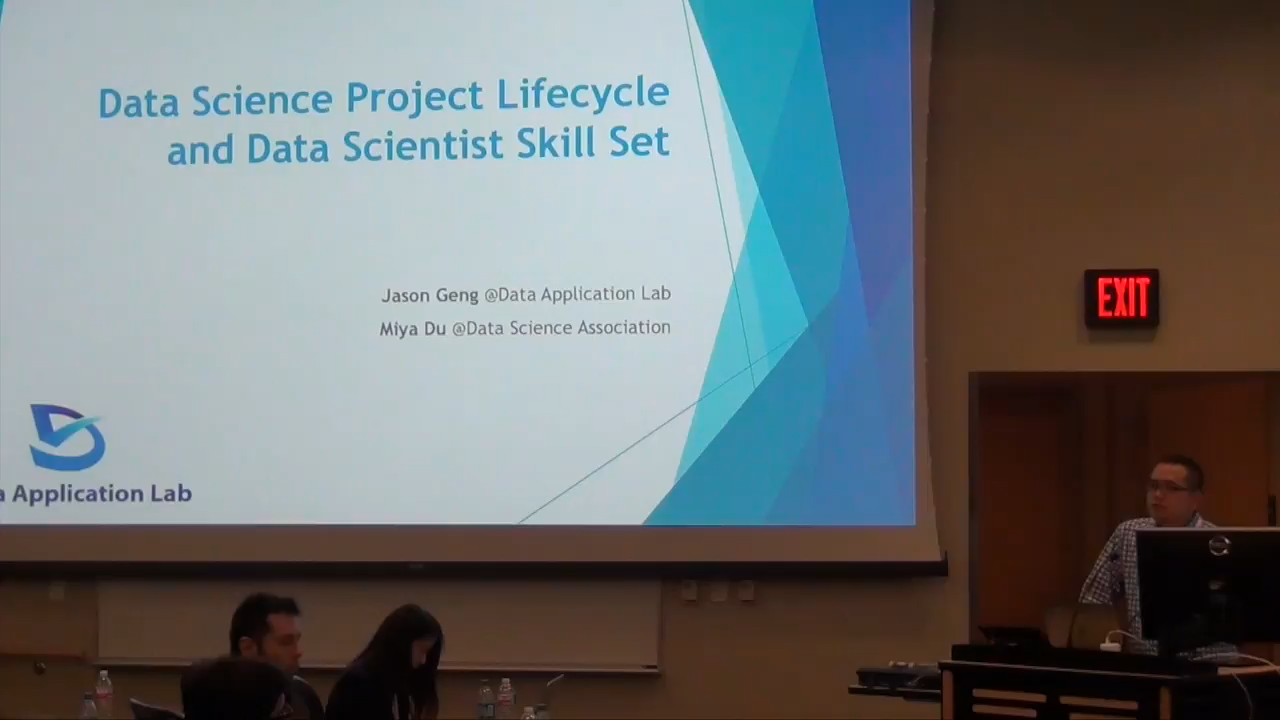 Data Science Project Lifecycle
and Data Scientist Skill Set
Jason Geng @Data Application Lab
Miya Du @Data Science Association
a Application Lab
EXIT